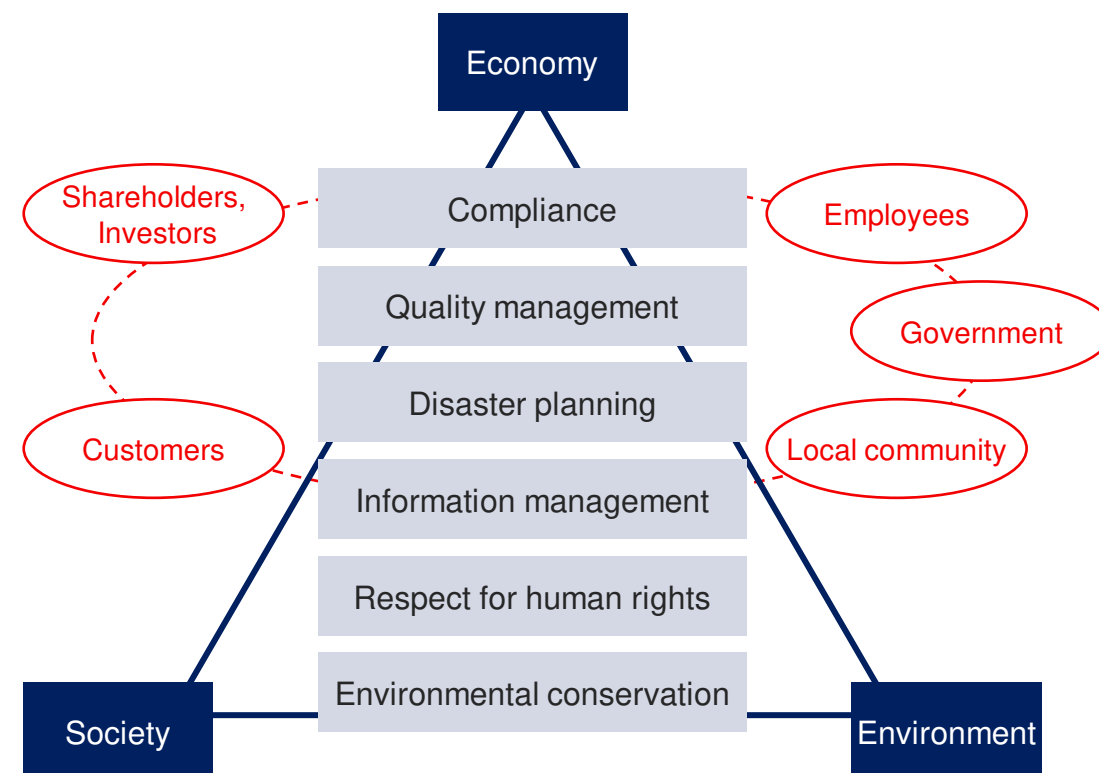 Economy
Shareholders,
Investors
Compliance
Employees
Quality management
Government
Disaster planning
Customers
Local community
Information management
Respect for human rights
Environmental conservation
Society
Environment